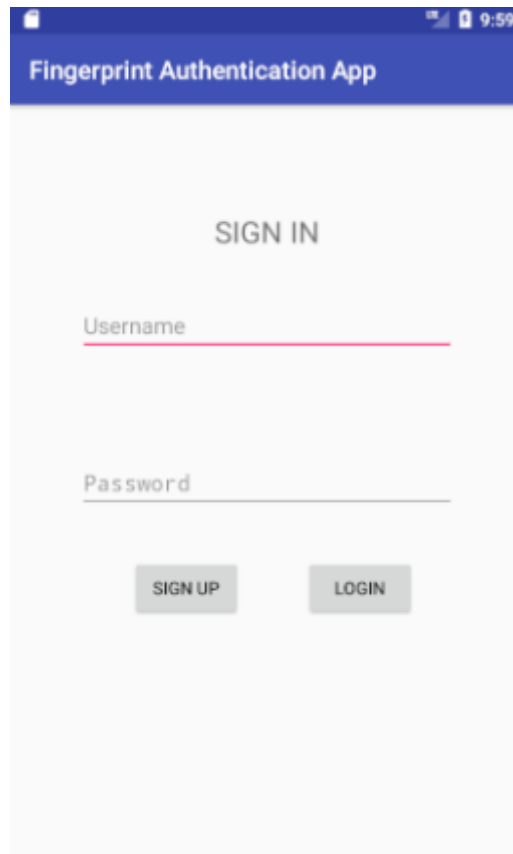 9:59
Fingerprint Authentication App
SIGN IN
Username
Password
SIGN UP LOGIN